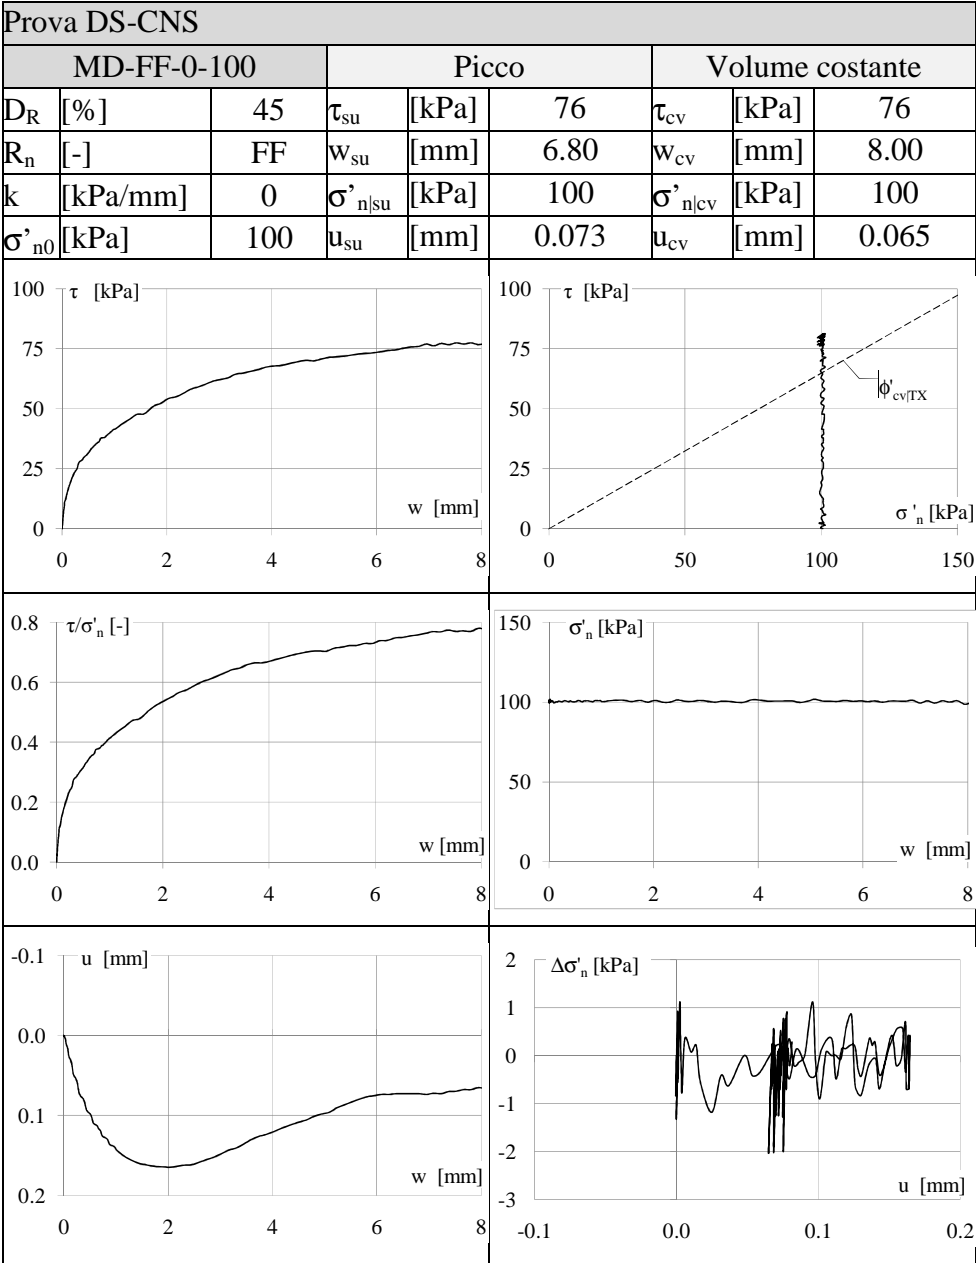 Prova DS-CNS
MD-FF-0-100 Picco Volume costante
D_R [%] 45 τ_su [kPa] 76 τ_cv [kPa] 76
R_n [-] FF w_su [mm] 6.80 w_cv [mm] 8.00
k [kPa/mm] 0 σ’_n|su [kPa] 100 σ’_n|cv [kPa] 100
σ’_n0 [kPa] 100 u_su [mm] 0.073 u_cv [mm] 0.065
τ [kPa]
100
75
50
25
0
w [mm]
0 2 4 6 8
τ [kPa]
100
75
50
25
0
ϕ'_cv|TX
σ '_n [kPa]
0 50 100 150
τ/σ'_n [-]
0.8
0.6
0.4
0.2
0.0
w [mm]
0 2 4 6 8
σ'_n [kPa]
150
100
50
0
w [mm]
0 2 4 6 8
u [mm]
-0.1
0.0
0.1
0.2
w [mm]
0 2 4 6 8
Δσ'_n [kPa]
2
1
0
-1
-2
-3
u [mm]
-0.1 0.0 0.1 0.2